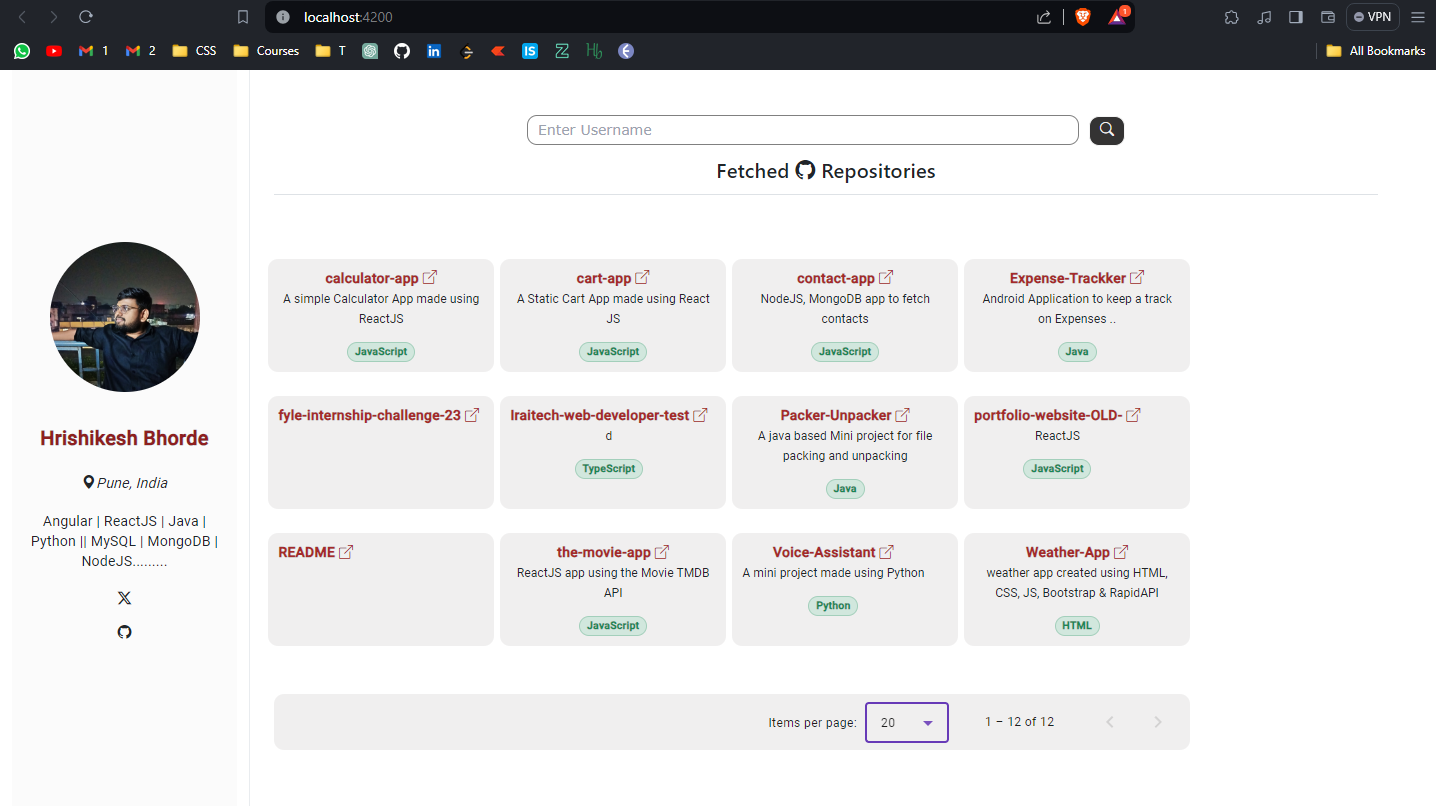 localhost:4200
1
VPN
1
2
CSS
Courses
T
All Bookmarks
Enter Username
Fetched Repositories
Hrishikesh Bhorde
Pune, India
Angular | ReactJS | Java |
Python || MySQL | MongoDB |
NodeJS.........
calculator-app
A simple Calculator App made using
ReactJS
JavaScript
cart-app
A Static Cart App made using React
JS
JavaScript
contact-app
NodeJS, MongoDB app to fetch
contacts
JavaScript
Expense-Trackker
Android Application to keep a track
on Expenses ..
Java
fyle-internship-challenge-23
Iraitech-web-developer-test
d
TypeScript
Packer-Unpacker
A java based Mini project for file
packing and unpacking
Java
portfolio-website-OLD-
ReactJS
JavaScript
README
the-movie-app
ReactJS app using the Movie TMDB
API
JavaScript
Voice-Assistant
A mini project made using Python
Python
Weather-App
weather app created using HTML,
CSS, JS, Bootstrap & RapidAPI
HTML
Items per page:
20
1 – 12 of 12